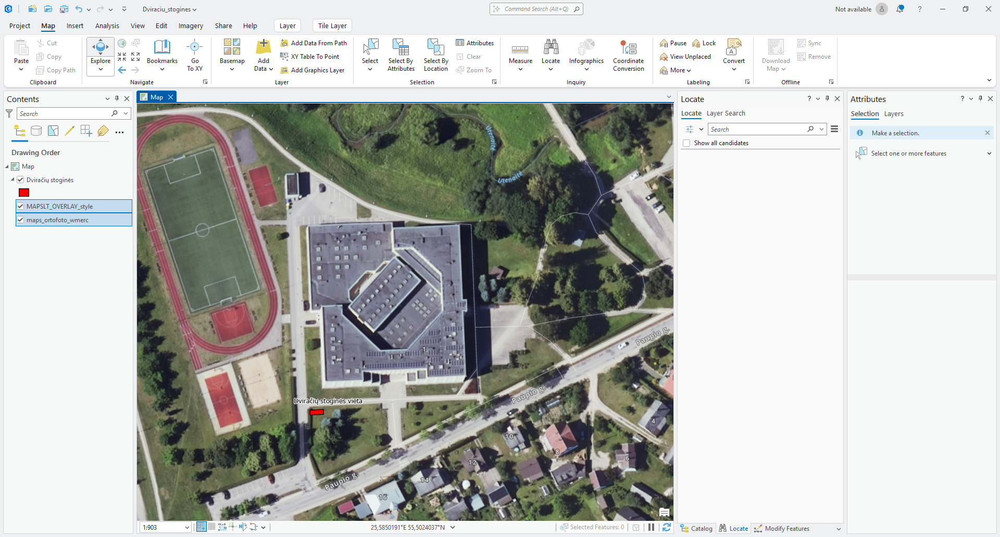 Dviraciu_stogines
Command Search (Alt+Q)
Not available
?
Project
Map
Insert
Analysis
View
Edit
Imagery
Share
Help
Layer
Tile Layer
Paste
Cut
Copy
Copy Path
Clipboard
Explore
Bookmarks
Go
To XY
Navigate
Basemap
Add
Data
Add Data From Path
XY Table To Point
Add Graphics Layer
Layer
Select
Select By
Attributes
Select By
Location
Attributes
Clear
Zoom To
Selection
Measure
Locate
Infographics
Coordinate
Conversion
Inquiry
Pause
Lock
View Unplaced
More
Convert
Labeling
Download
Map
Sync
Remove
Offline
Contents
Search
Drawing Order
Map
Dviračių stoginės
MAPSLT_OVERLAY_style
maps_ortofoto_wmerc
Map
Utenaitė
Utenaitė
1
Paupio g.
Paupio g.
Dviračių stoginės vieta
4
10
8
6
12
14
Paupio g.
16
1:903
25,5850191°E 55,5024037°N
Selected Features: 0
Locate
?
Locate
Layer Search
Search
Show all candidates
Catalog
Locate
Modify Features
Attributes
?
Selection
Layers
Make a selection.
Select one or more features